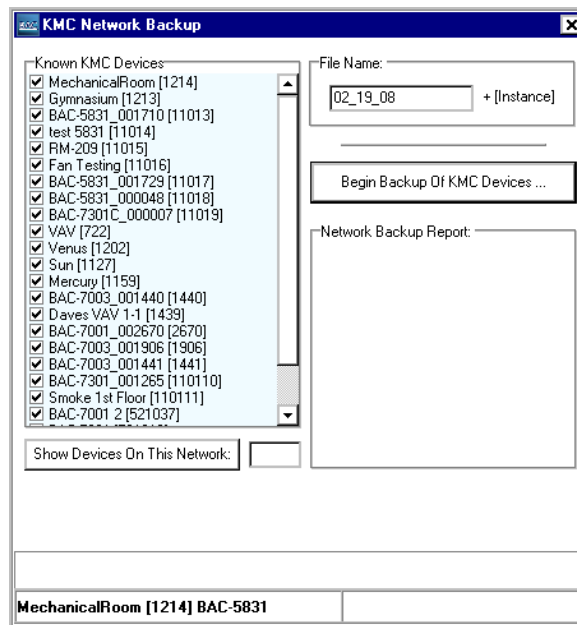 KMC Network Backup
Known KMC Devices
MechanicalRoom [1214]
Gymnasium [1213]
BAC-5831_001710 [11013]
test 5831 [11014]
RM-209 [11015]
Fan Testing [11016]
BAC-5831_001729 [11017]
BAC-5831_000048 [11018]
BAC-7301C_000007 [11019]
VAV [722]
Venus [1202]
Sun [1127]
Mercury [1159]
BAC-7003_001440 [1440]
Daves VAV 1-1 [1439]
BAC-7001_002670 [2670]
BAC-7003_001906 [1906]
BAC-7003_001441 [1441]
BAC-7301_001265 [110110]
Smoke 1st Floor [110111]
BAC-7001 2 [521037]
Show Devices On This Network:
File Name:
02_19_08 + [Instance]
Begin Backup Of KMC Devices ...
Network Backup Report:
MechanicalRoom [1214] BAC-5831